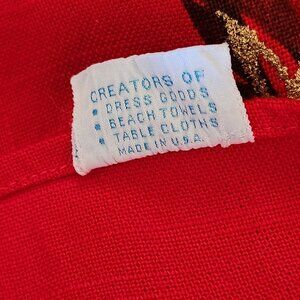 CREATORS OF
• DRESS GOODS
• BEACH TOWELS
• TABLE CLOTHS
MADE IN U.S.A.